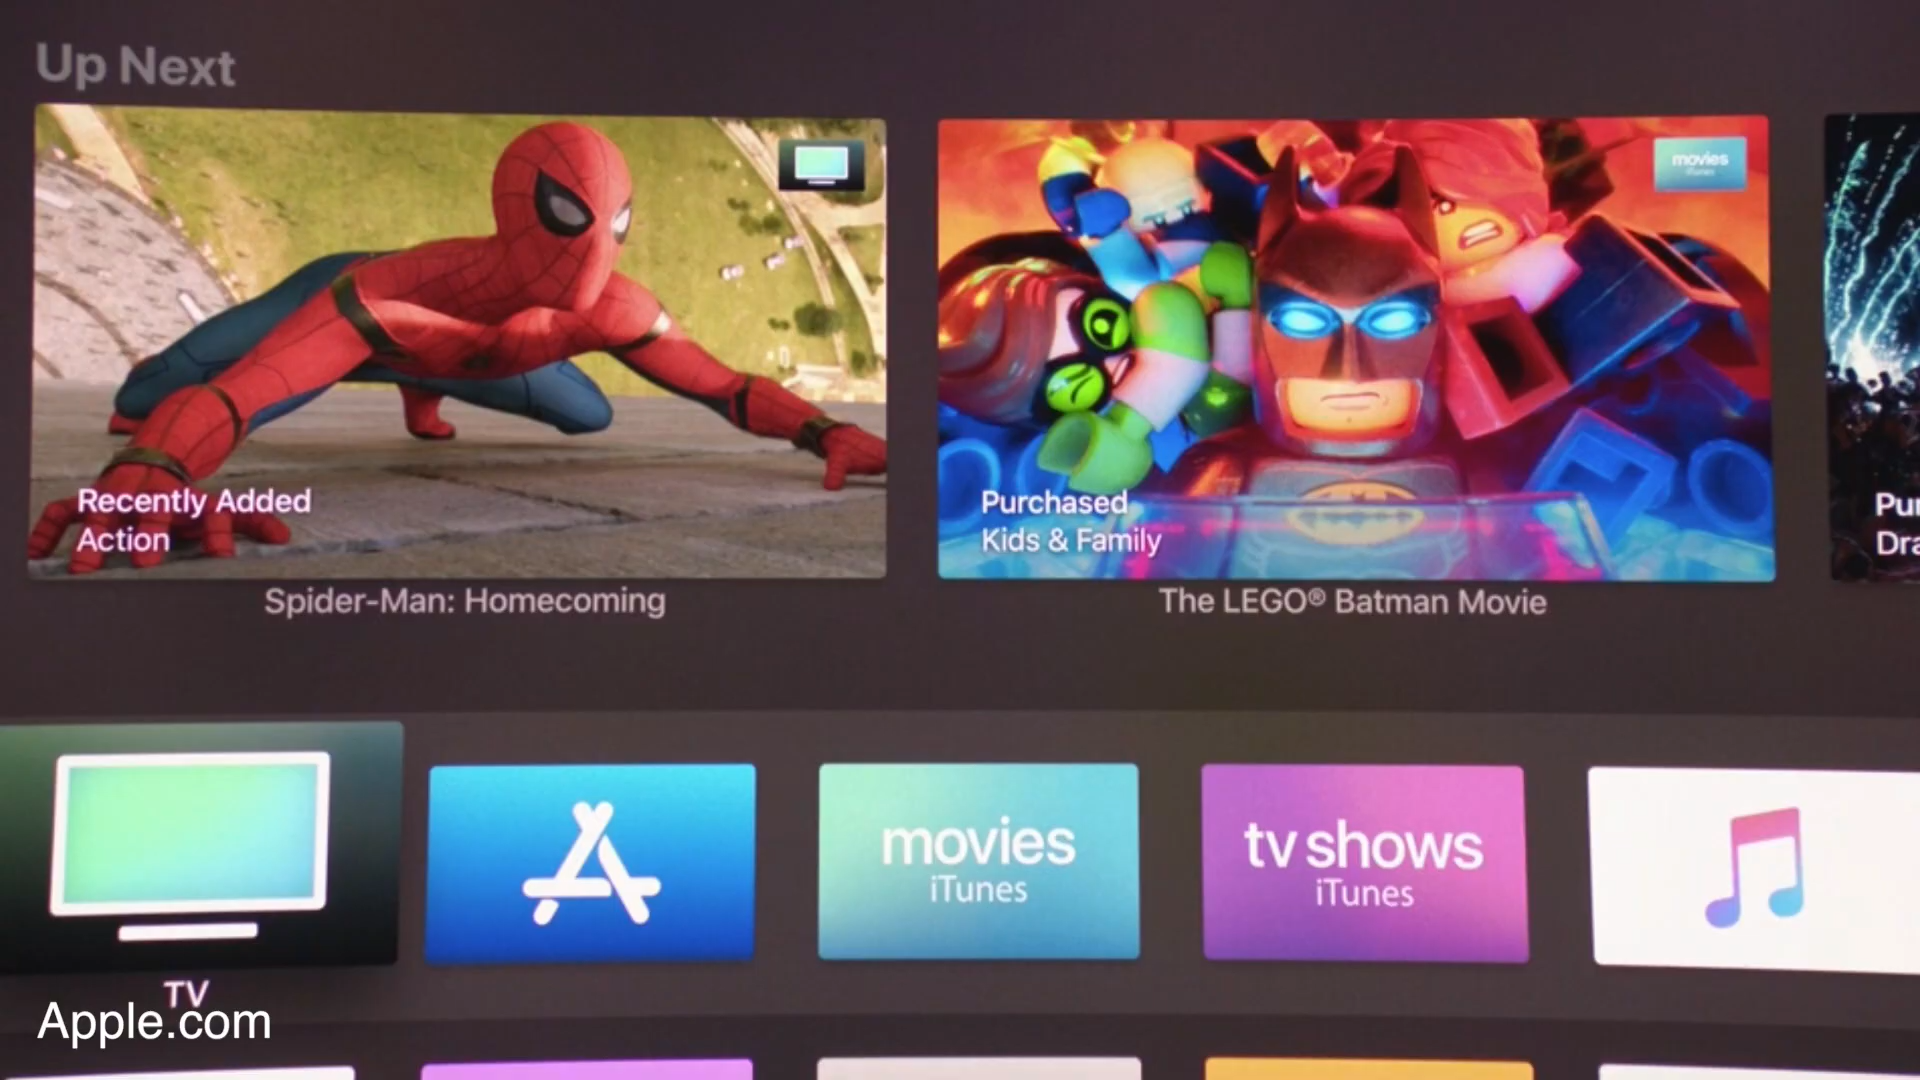 Up Next
movies
iTunes
Recently Added
Action
Purchased
Kids & Family
Spider-Man: Homecoming
The LEGO® Batman Movie
movies
iTunes
tv shows
iTunes
TV
Apple.com